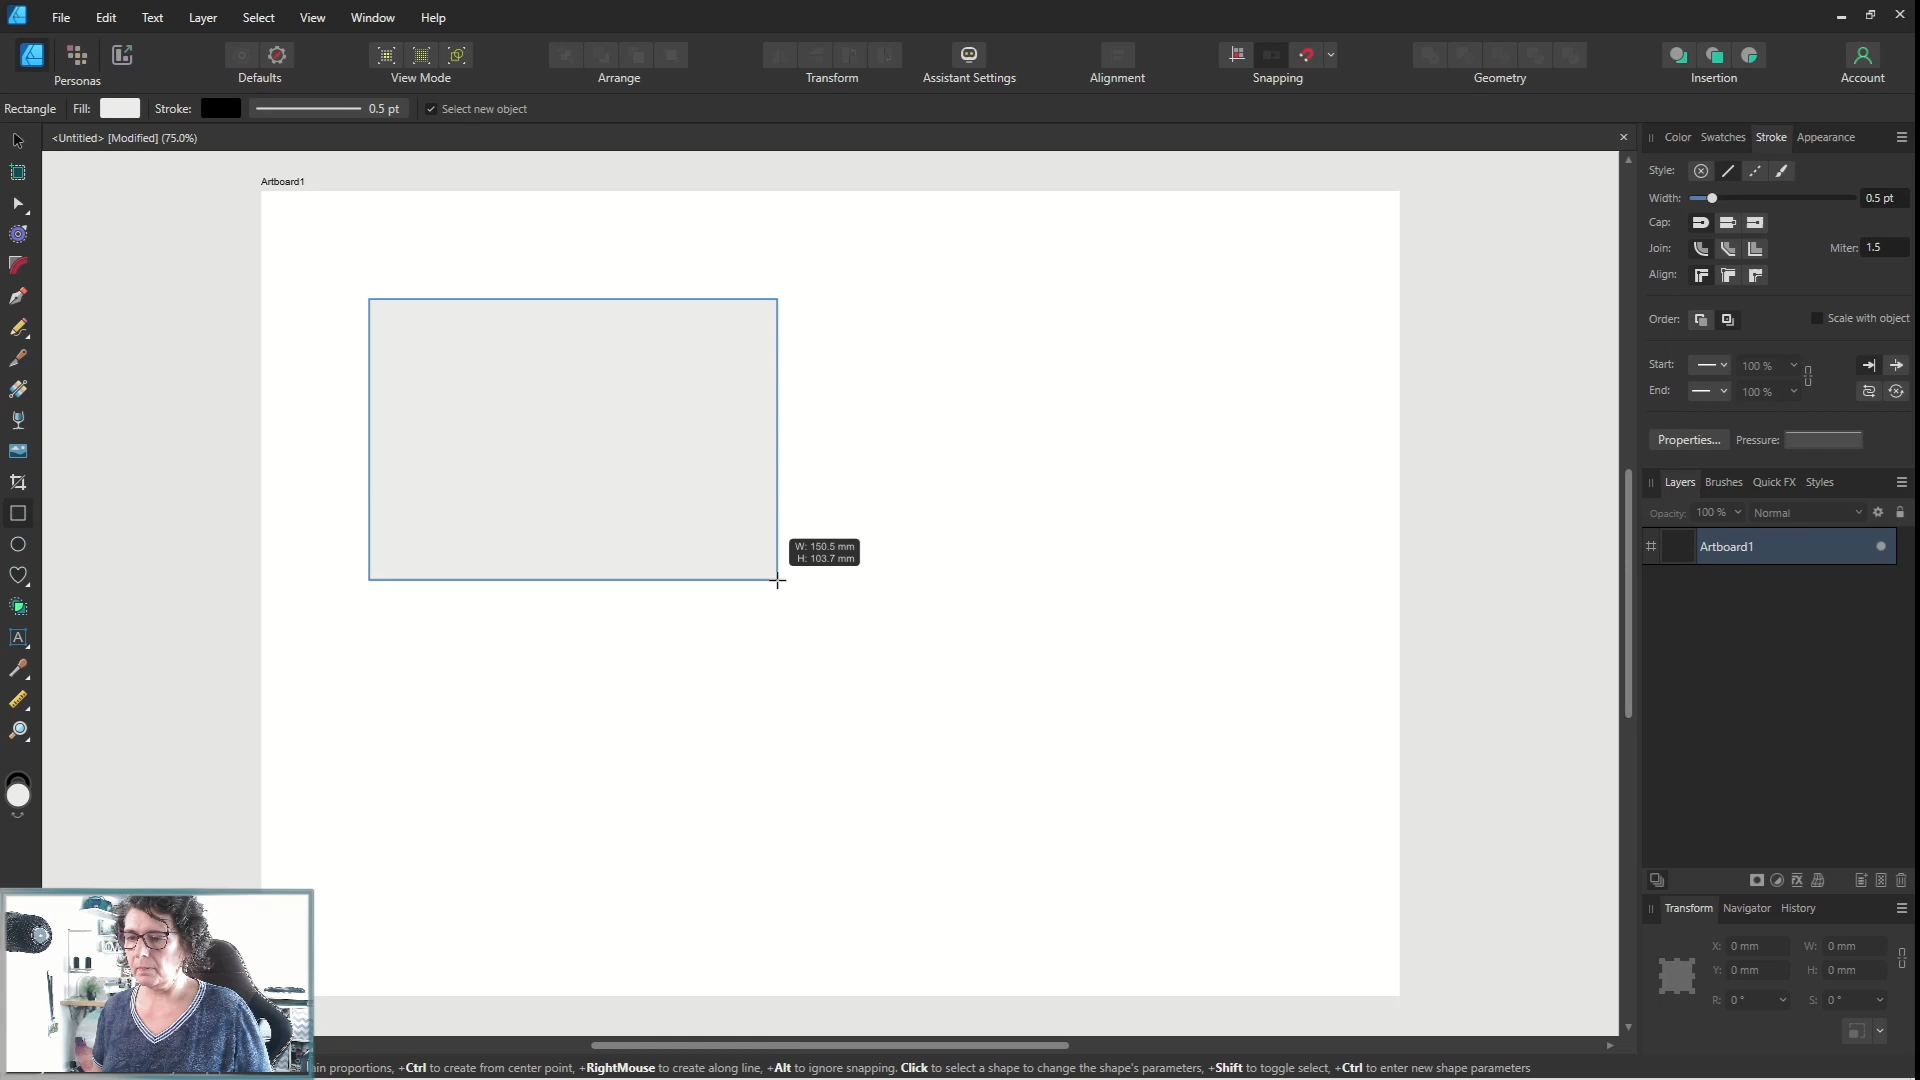 File Edit Text Layer Select View Window Help
Personas Defaults View Mode Arrange Transform Assistant Settings Alignment Snapping Geometry Insertion Account
Rectangle Fill: Stroke: 0.5 pt Select new object
<Untitled> [Modified] (75.0%)
Color Swatches Stroke Appearance
Artboard1
Style:
Width: 0.5 pt
Cap:
Join: Miter: 1.5
Align:
Order: Scale with object
Start: 100 %
End: 100 %
Properties... Pressure:
Layers Brushes Quick FX Styles
Opacity: 100 % Normal
Artboard1
W: 150.5 mm
H: 103.7 mm
Transform Navigator History
X: 0 mm W: 0 mm
Y: 0 mm H: 0 mm
R: 0 ° S: 0 °
proportions, +Ctrl to create from center point, +RightMouse to create along line, +Alt to ignore snapping. Click to select a shape to change the shape's parameters, +Shift to toggle select, +Ctrl to enter new shape parameters